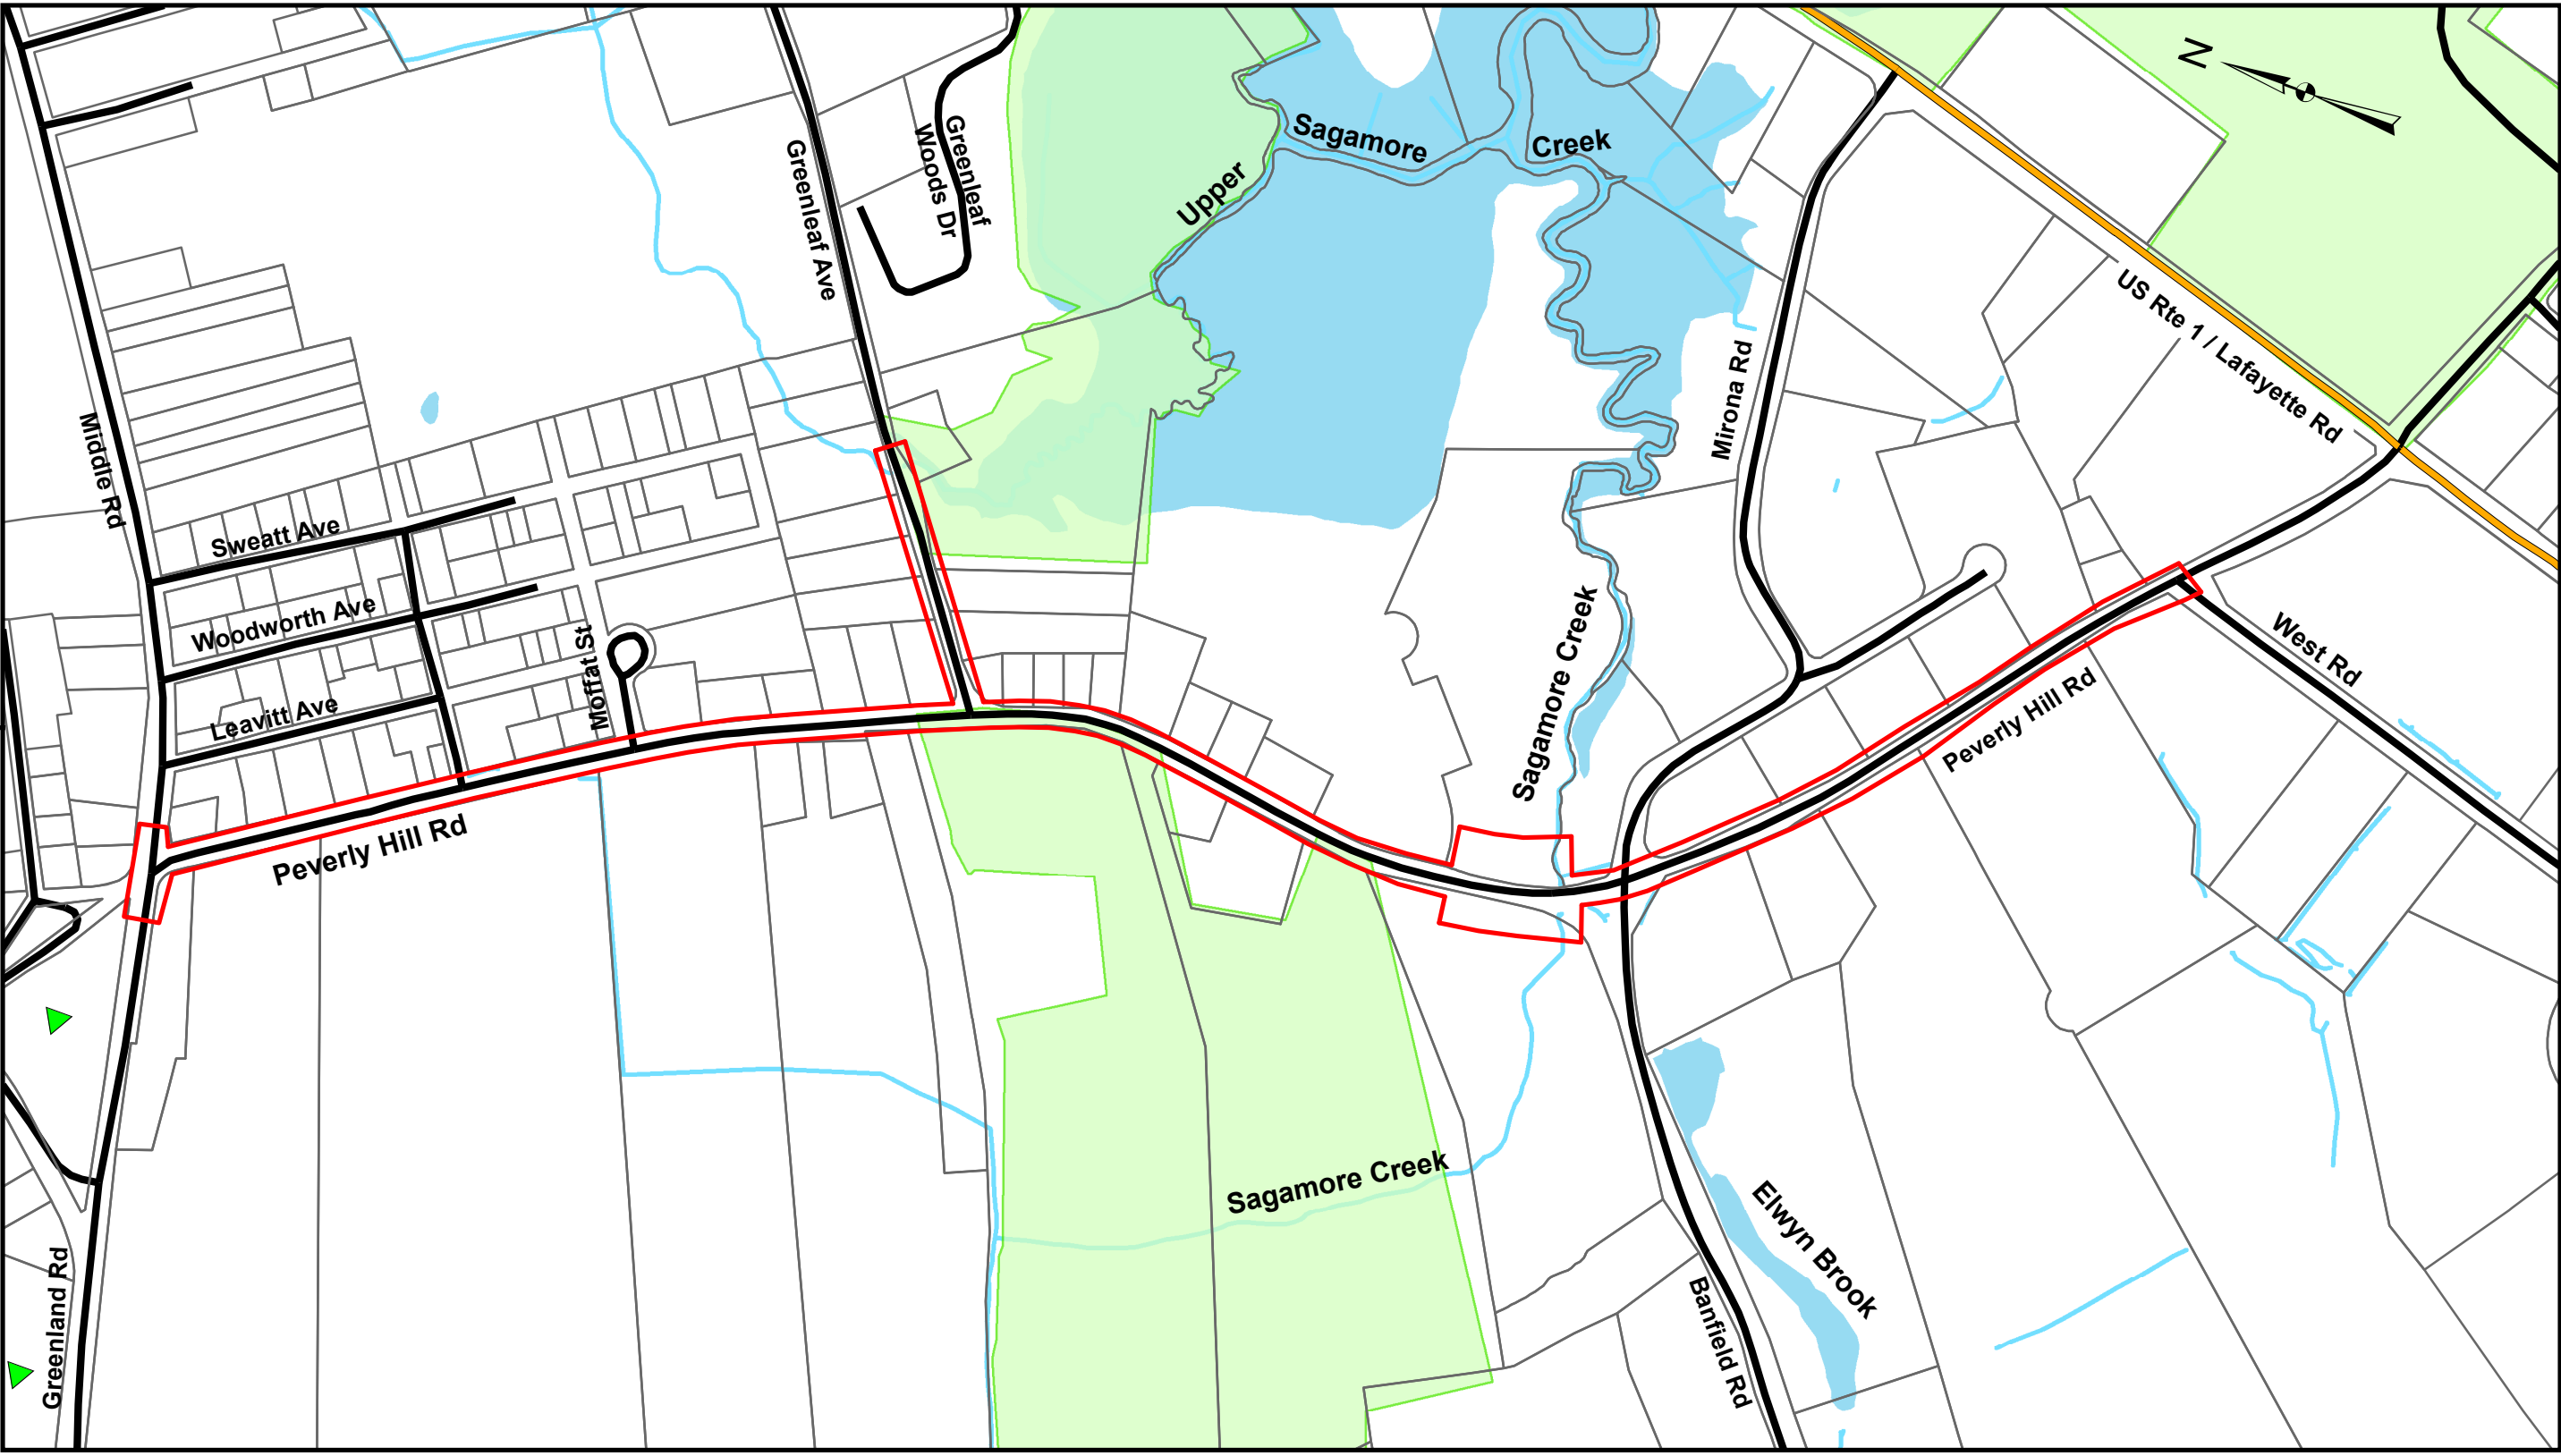 N
Greenleaf
Woods Dr
Greenleaf Ave
Sagamore
Creek
Upper
US Rte 1 / Lafayette Rd
Mirona Rd
Middle Rd
Sweatt Ave
Woodworth Ave
Leavitt Ave
Moffat St
Sagamore Creek
West Rd
Peverly Hill Rd
Peverly Hill Rd
Sagamore Creek
Elwyn Brook
Banfield Rd
Greenland Rd